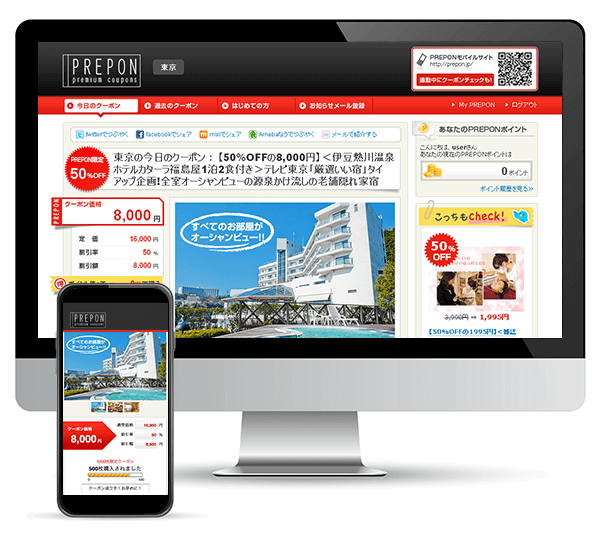 PREPON
premium coupons
東京
PREPONモバイルサイト
http://prepon.jp/
通勤中にクーポンチェックも!
今日のクーポン
過去のクーポン
はじめての方
お知らせメール登録
My PREPON
ログアウト
twitterでつぶやく
facebookでシェア
mixiでシェア
Amebaなうでつぶやく
メールで紹介する
PREPON限定
50%OFF
東京の今日のクーポン：【50%OFFの8,000円】＜伊豆熱川温泉
ホテルカターラ福島屋1泊2食付き＞テレビ東京「厳選いい宿」タイ
アップ企画!全室オーシャンビューの源泉かけ流しの老舗隠れ家宿
PREPON
クーポン価格
8,000円
定 価 16,000 円
割引率 50 %
割引額 8,000 円
すべてのお部屋が
オーシャンビュー!!
あなたのPREPONポイント
こんにちは、userさん
あなたの現在のPREPONポイントは
0 ポイント
ポイント履歴を見る
こっちもcheck!
50%
OFF
3,990円 ⇒ 1,995円
【50%OFFの1995円】＜雑誌
PREPON
premium coupons
すべてのお部屋が
オーシャンビュー!!
クーポン価格
8,000円
通常価格 16,000 円
割引率 50 %
割引額 8,000 円
1000枚限定クーポン
500枚購入されました
0
500
クーポン成立中！お早めに！